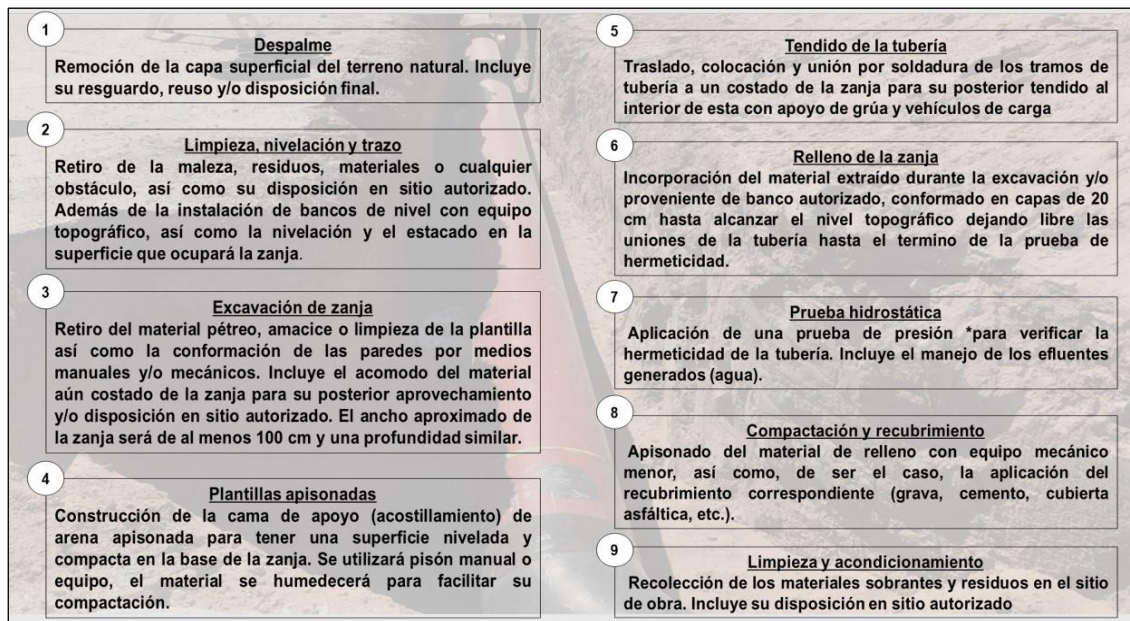 1
Despalme
Remoción de la capa superficial del terreno natural. Incluye
su resguardo, reuso y/o disposición final.
2
Limpieza, nivelación y trazo
Retiro de la maleza, residuos, materiales o cualquier
obstáculo, así como su disposición en sitio autorizado.
Además de la instalación de bancos de nivel con equipo
topográfico, así como la nivelación y el estacado en la
superficie que ocupará la zanja.
3
Excavación de zanja
Retiro del material pétreo, amacice o limpieza de la plantilla
así como la conformación de las paredes por medios
manuales y/o mecánicos. Incluye el acomodo del material
aún costado de la zanja para su posterior aprovechamiento
y/o disposición en sitio autorizado. El ancho aproximado de
la zanja será de al menos 100 cm y una profundidad similar.
4
Plantillas apisonadas
Construcción de la cama de apoyo (acostillamiento) de
arena apisonada para tener una superficie nivelada y
compacta en la base de la zanja. Se utilizará pisón manual o
equipo, el material se humedecerá para facilitar su
compactación.
5
Tendido de la tubería
Traslado, colocación y unión por soldadura de los tramos de
tubería a un costado de la zanja para su posterior tendido al
interior de esta con apoyo de grúa y vehículos de carga
6
Relleno de la zanja
Incorporación del material extraído durante la excavación y/o
proveniente de banco autorizado, conformado en capas de 20
cm hasta alcanzar el nivel topográfico dejando libre las
uniones de la tubería hasta el termino de la prueba de
hermeticidad.
7
Prueba hidrostática
Aplicación de una prueba de presión *para verificar la
hermeticidad de la tubería. Incluye el manejo de los efluentes
generados (agua).
8
Compactación y recubrimiento
Apisonado del material de relleno con equipo mecánico
menor, así como, de ser el caso, la aplicación del
recubrimiento correspondiente (grava, cemento, cubierta
asfáltica, etc.).
9
Limpieza y acondicionamiento
Recolección de los materiales sobrantes y residuos en el sitio
de obra. Incluye su disposición en sitio autorizado